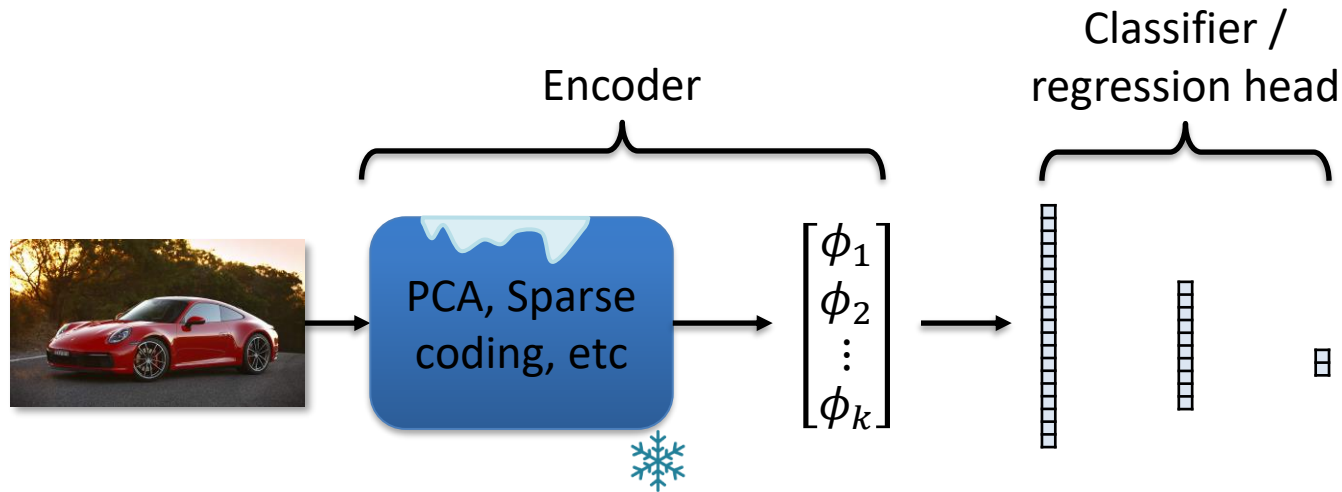 Encoder
Classifier /
regression head
PCA, Sparse
coding, etc
ϕ₁
ϕ₂
⋮
ϕₖ